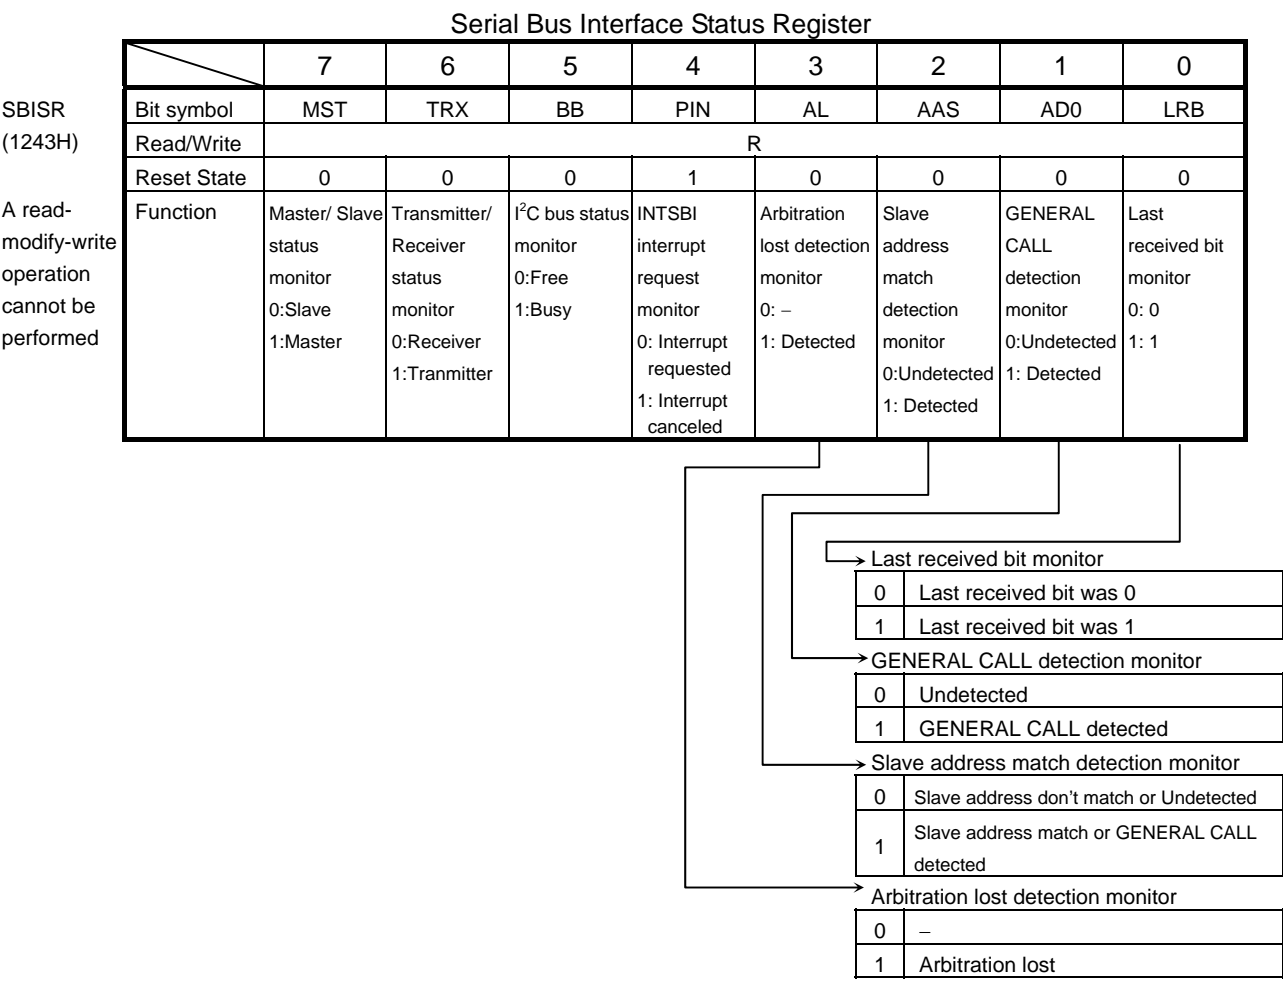 Serial Bus Interface Status Register
7 6 5 4 3 2 1 0
SBISR
(1243H)
A read-
modify-write
operation
cannot be
performed
Bit symbol MST TRX BB PIN AL AAS AD0 LRB
Read/Write R
Reset State 0 0 0 1 0 0 0 0
Function
Master/ Slave
status
monitor
0:Slave
1:Master
Transmitter/
Receiver
status
monitor
0:Receiver
1:Tranmitter
I²C bus status
monitor
0:Free
1:Busy
INTSBI
interrupt
request
monitor
0: Interrupt
requested
1: Interrupt
canceled
Arbitration
lost detection
monitor
0: −
1: Detected
Slave
address
match
detection
monitor
0:Undetected
1: Detected
GENERAL
CALL
detection
monitor
0:Undetected
1: Detected
Last
received bit
monitor
0: 0
1: 1
Last received bit monitor
0 Last received bit was 0
1 Last received bit was 1
GENERAL CALL detection monitor
0 Undetected
1 GENERAL CALL detected
Slave address match detection monitor
0 Slave address don't match or Undetected
1 Slave address match or GENERAL CALL
detected
Arbitration lost detection monitor
0 −
1 Arbitration lost